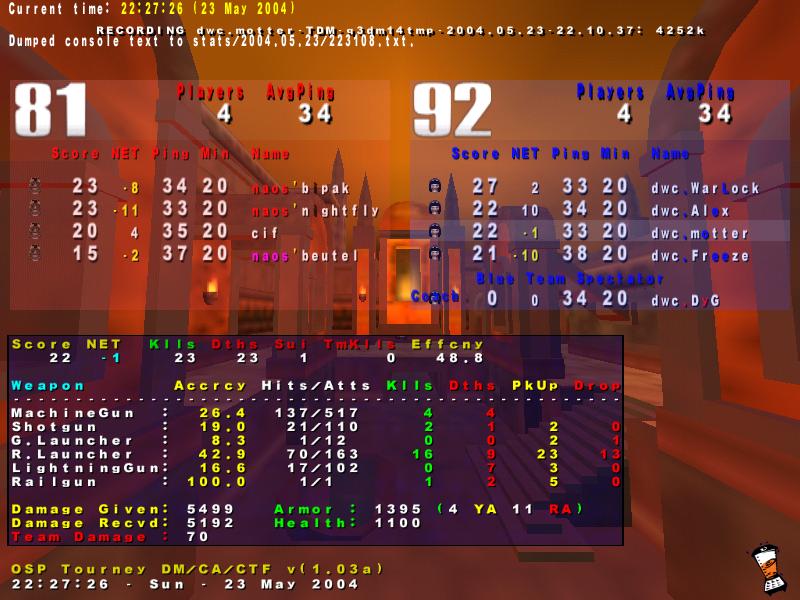 Current time: 22:27:26 (23 May 2004)
RECORDING dwc.motter-TDM-q3dm14tmp-2004.05.23-22.10.37: 4252k
Dumped console text to stats/2004.05.23/223108.txt.
81 Players AvgPing 92 Players AvgPing
4 34 4 34
Score NET Ping Min Name Score NET Ping Min Name
23 -8 34 20 naos'bipak 27 2 33 20 dwc.WarLock
23 -11 33 20 naos'nightfly 22 10 34 20 dwc.Alex
20 4 35 20 cif 22 -1 33 20 dwc.motter
15 -2 37 20 naos'beutel 21 -10 38 20 dwc.Freeze
Blue Team Spectator
Coach 0 0 34 20 dwc.DyG
Score NET Klls Dths Sui TmKlls Effcny
22 -1 23 23 1 0 48.8
Weapon Accrcy Hits/Atts Klls Dths PkUp Drop
MachineGun : 26.4 137/517 4 4
Shotgun : 19.0 21/110 2 1 2 0
G.Launcher : 8.3 1/12 0 0 2 1
R.Launcher : 42.9 70/163 16 9 23 13
LightningGun: 16.6 17/102 0 7 3 0
Railgun : 100.0 1/1 1 2 5 0
Damage Given: 5499 Armor : 1395 (4 YA 11 RA)
Damage Recvd: 5192 Health: 1100
Team Damage : 70
OSP Tourney DM/CA/CTF v(1.03a)
22:27:26 - Sun - 23 May 2004